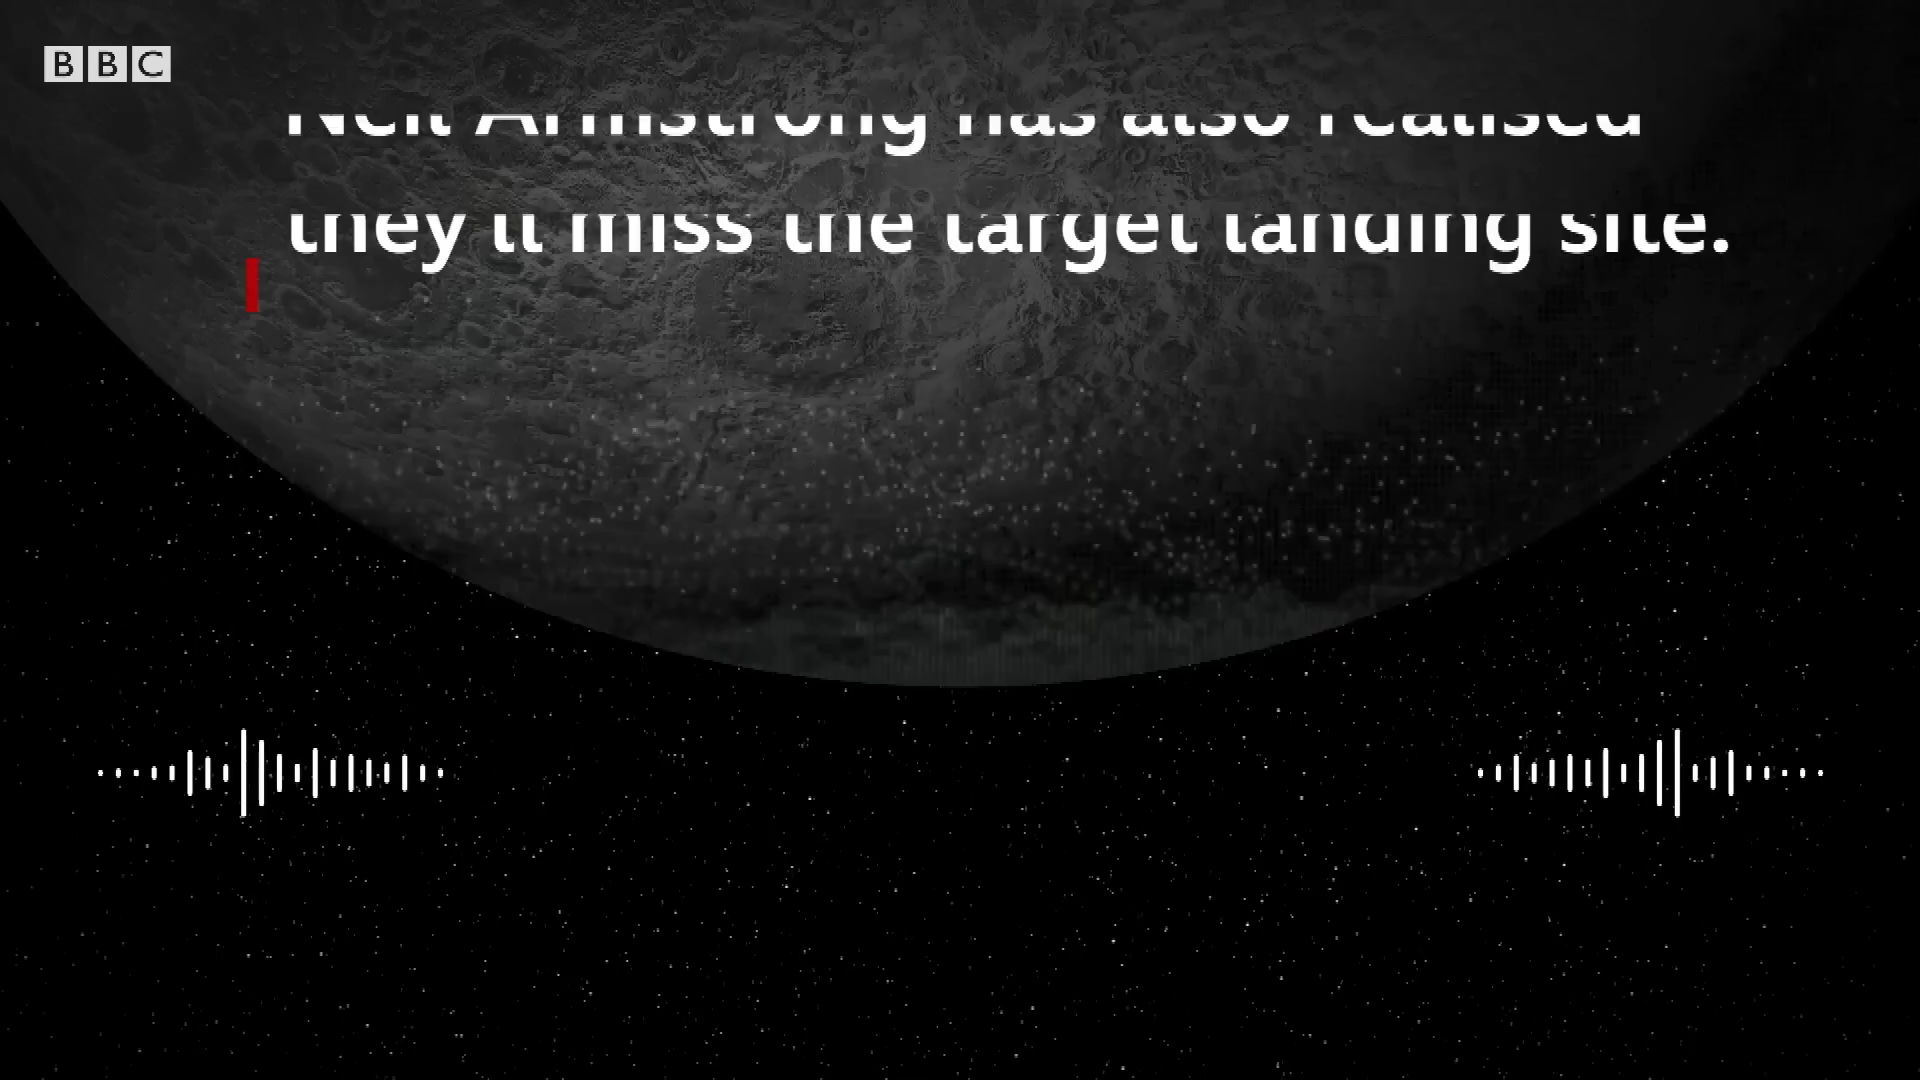 BBC
Neil Armstrong has also realised
they'll miss the target landing site.